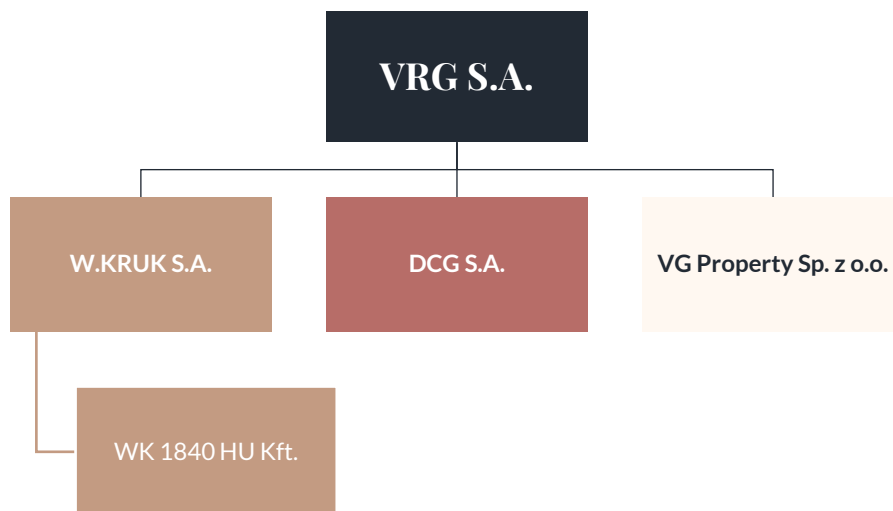 VRG S.A.
W.KRUK S.A.
DCG S.A.
VG Property Sp. z o.o.
WK 1840 HU Kft.